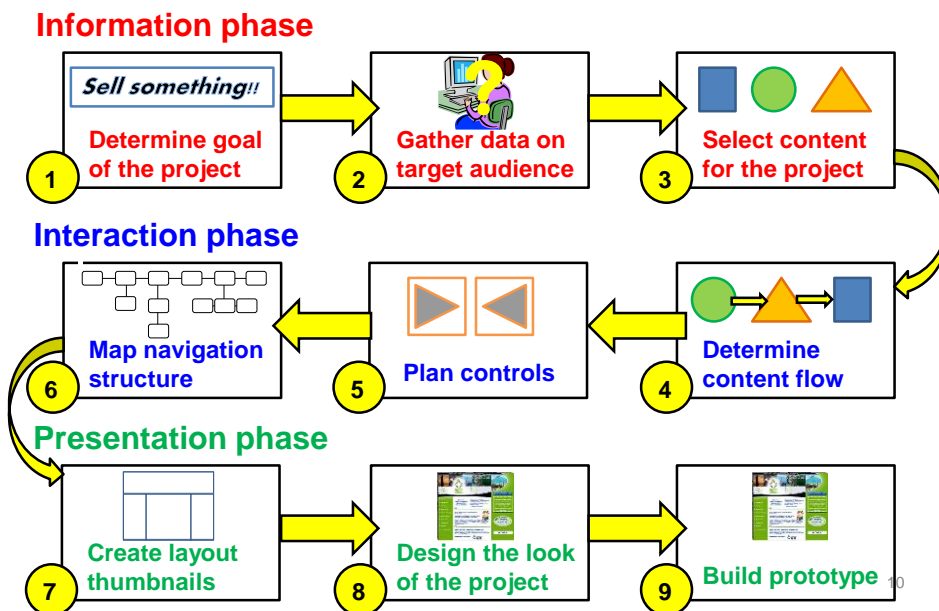 Information phase
Sell something!!
Determine goal
of the project
1
Gather data on
target audience
2
Select content
for the project
3
Interaction phase
Map navigation
structure
6
Plan controls
5
Determine
content flow
4
Presentation phase
Create layout
thumbnails
7
Design the look
of the project
8
Build prototype
9
10